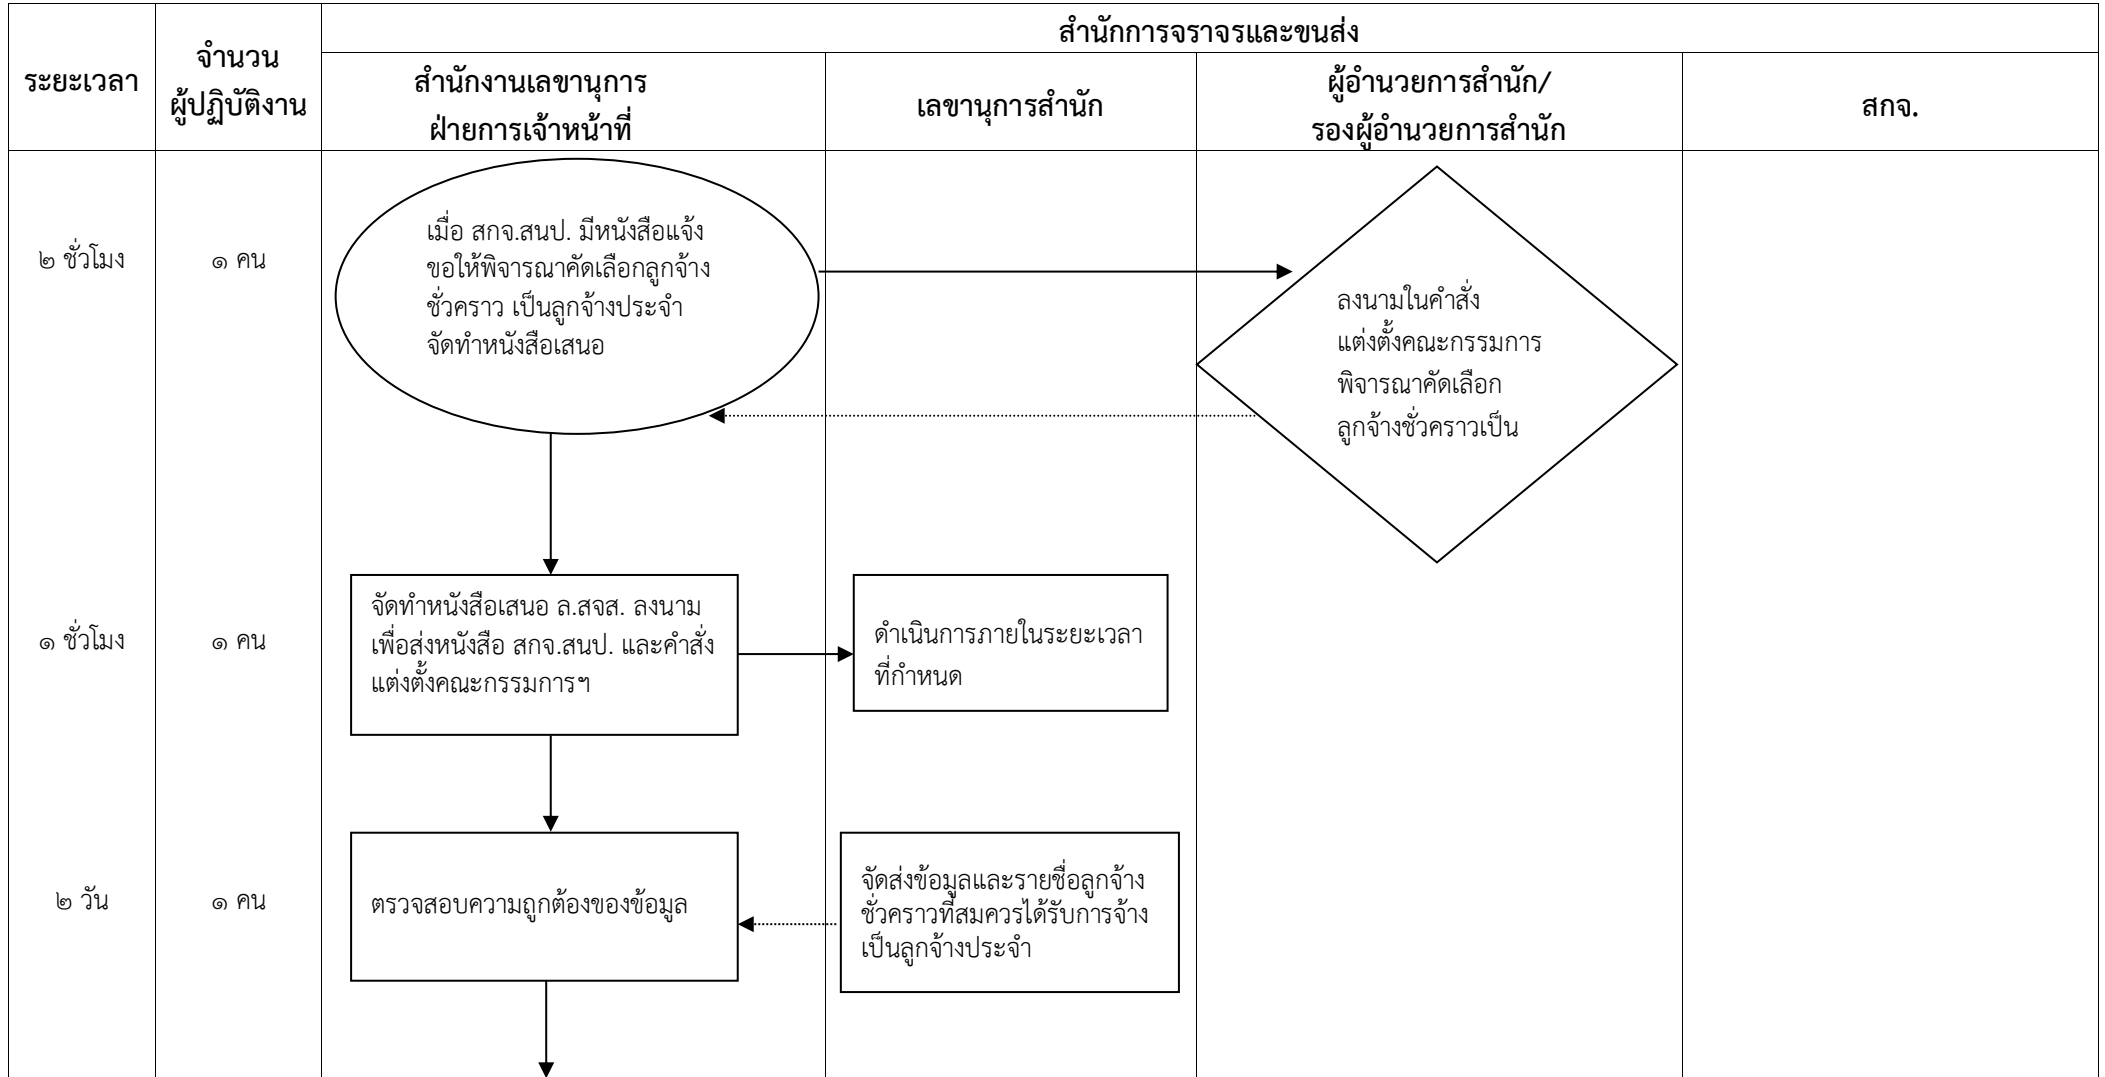 สำนักการจราจรและขนส่ง
ระยะเวลา
จำนวน
ผู้ปฏิบัติงาน
สำนักงานเลขานุการ
ฝ่ายการเจ้าหน้าที่
เลขานุการสำนัก
ผู้อำนวยการสำนัก/
รองผู้อำนวยการสำนัก
สกจ.
๒ ชั่วโมง
๑ คน
เมื่อ สกจ.สนป. มีหนังสือแจ้ง
ขอให้พิจารณาคัดเลือกลูกจ้าง
ชั่วคราว เป็นลูกจ้างประจำ
จัดทำหนังสือเสนอ
ลงนามในคำสั่ง
แต่งตั้งคณะกรรมการ
พิจารณาคัดเลือก
ลูกจ้างชั่วคราวเป็น
๑ ชั่วโมง
๑ คน
จัดทำหนังสือเสนอ ล.สจส. ลงนาม
เพื่อส่งหนังสือ สกจ.สนป. และคำสั่ง
แต่งตั้งคณะกรรมการฯ
ดำเนินการภายในระยะเวลา
ที่กำหนด
๒ วัน
๑ คน
ตรวจสอบความถูกต้องของข้อมูล
จัดส่งข้อมูลและรายชื่อลูกจ้าง
ชั่วคราวที่สมควรได้รับการจ้าง
เป็นลูกจ้างประจำ